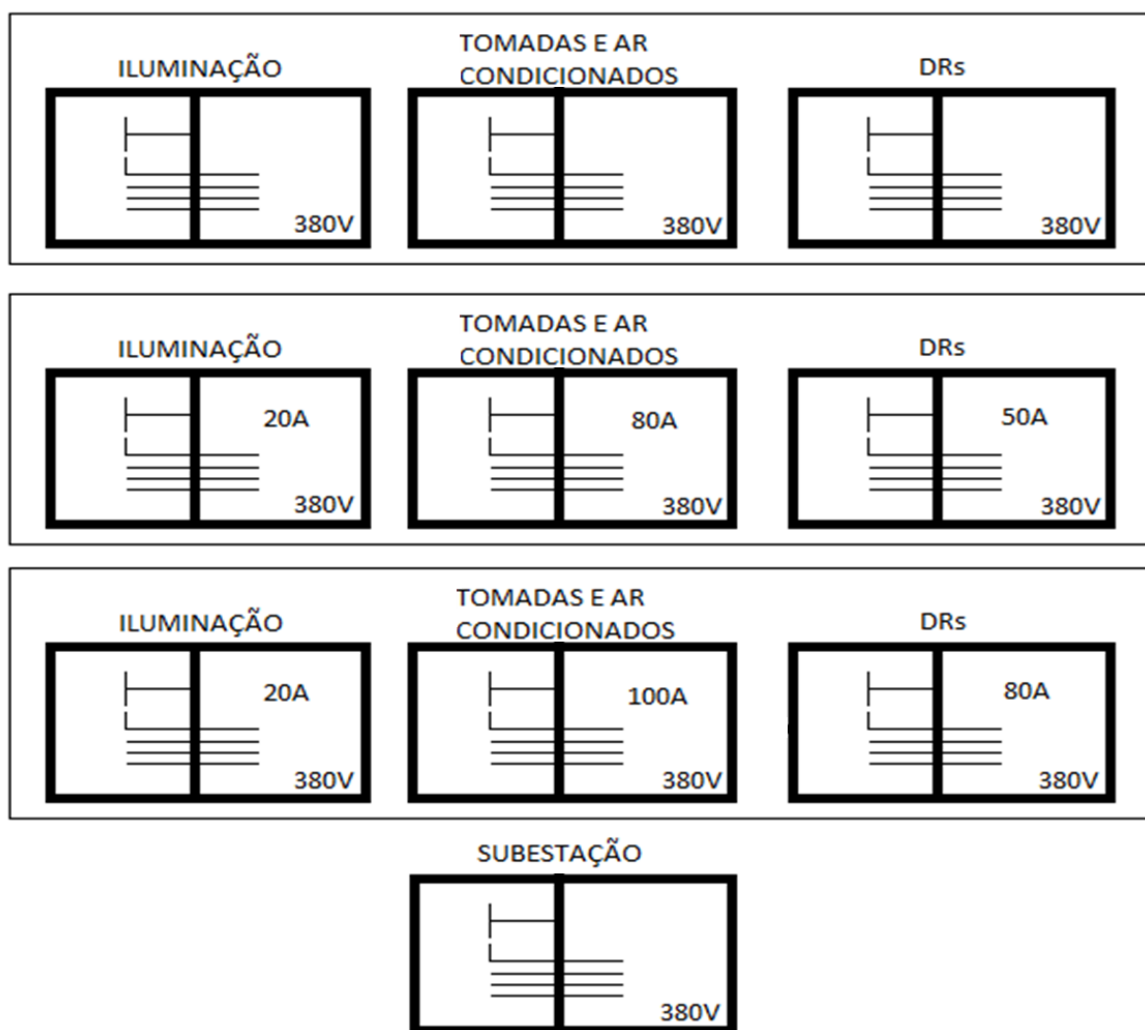 ILUMINAÇÃO
TOMADAS E AR
CONDICIONADOS
DRs
380V
380V
380V
ILUMINAÇÃO
TOMADAS E AR
CONDICIONADOS
DRs
20A
80A
50A
380V
380V
380V
ILUMINAÇÃO
TOMADAS E AR
CONDICIONADOS
DRs
20A
100A
80A
380V
380V
380V
SUBESTAÇÃO
380V